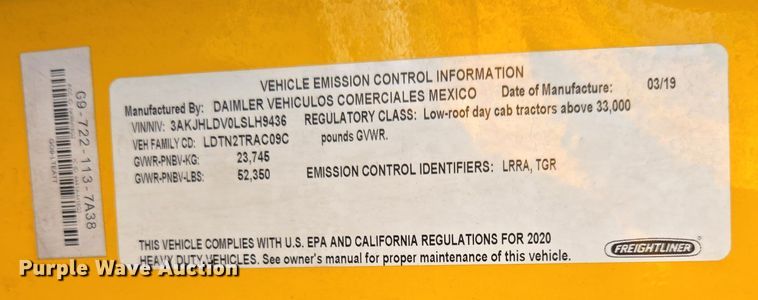 VEHICLE EMISSION CONTROL INFORMATION
Manufactured By: DAIMLER VEHICULOS COMERCIALES MEXICO Date of Manufacture: 03/19
VIN/NIV: 3AKJHLDV0LSLH9436 REGULATORY CLASS: Low-roof day cab tractors above 33,000
VEH FAMILY CD: LDTN2TRAC09C pounds GVWR.
GVWR-PNBV-KG: 23,745
GVWR-PNBV-LBS: 52,350 EMISSION CONTROL IDENTIFIERS: LRRA, TGR
THIS VEHICLE COMPLIES WITH U.S. EPA AND CALIFORNIA REGULATIONS FOR 2020
HEAVY DUTY VEHICLES. See owner's manual for proper maintenance of this vehicle.
FREIGHTLINER
G9-722-113-7A38
Purple Wave Auction